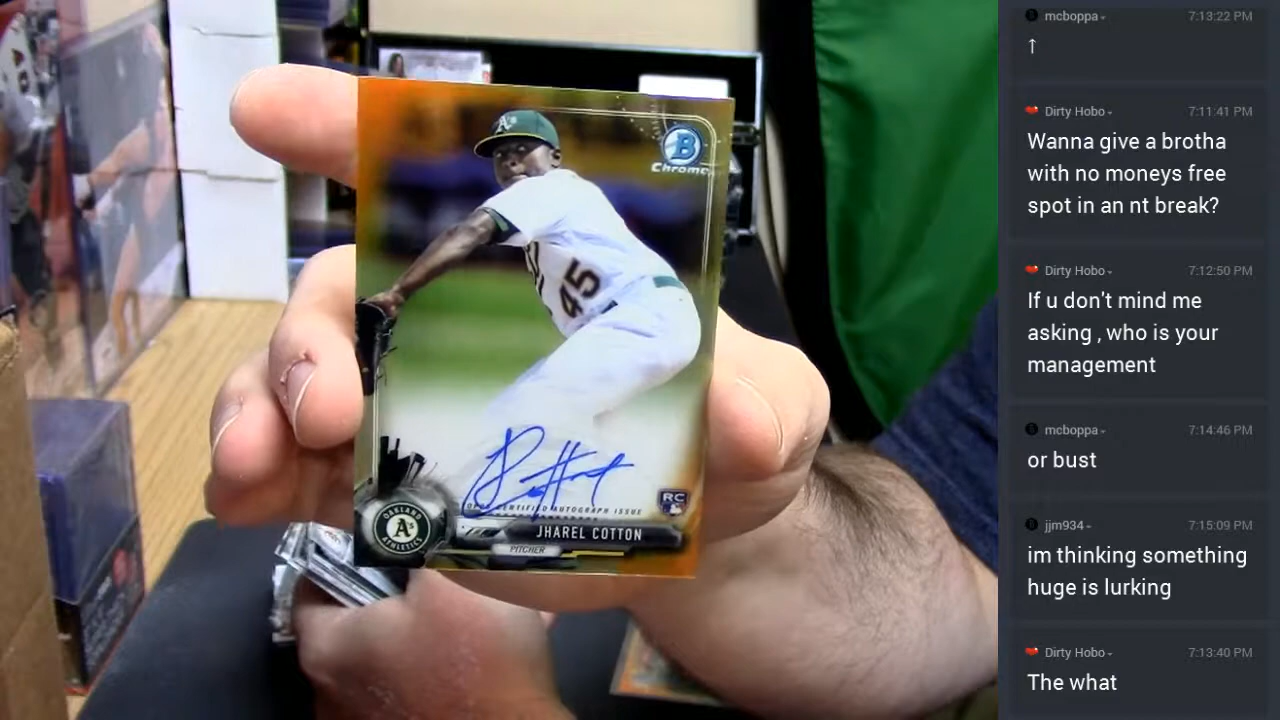 A's
B
Chrome
45
CERTIFIED AUTOGRAPH ISSUE
RC
OAKLAND
A's
ATHLETICS
JHAREL COTTON
PITCHER
mcboppa
7:13:22 PM
↑
Dirty Hobo
7:11:41 PM
Wanna give a brotha
with no moneys free
spot in an nt break?
Dirty Hobo
7:12:50 PM
If u don't mind me
asking , who is your
management
mcboppa
7:14:46 PM
or bust
jjm934
7:15:09 PM
im thinking something
huge is lurking
Dirty Hobo
7:13:40 PM
The what